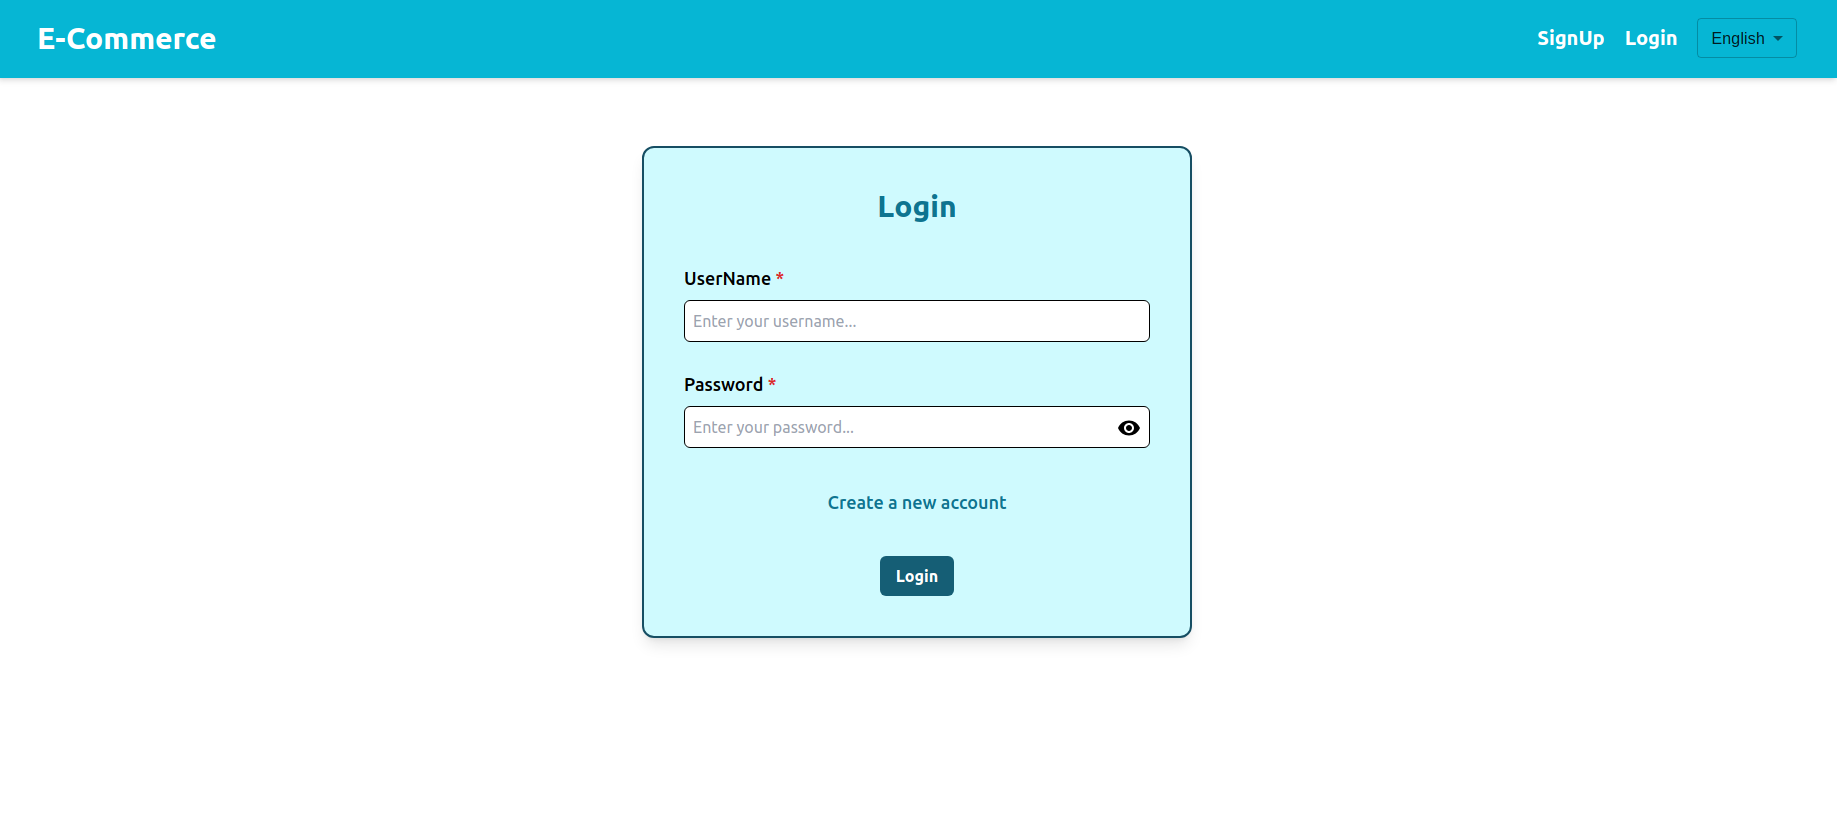 E-Commerce
SignUp Login English
Login
UserName *
Enter your username...
Password *
Enter your password...
Create a new account
Login